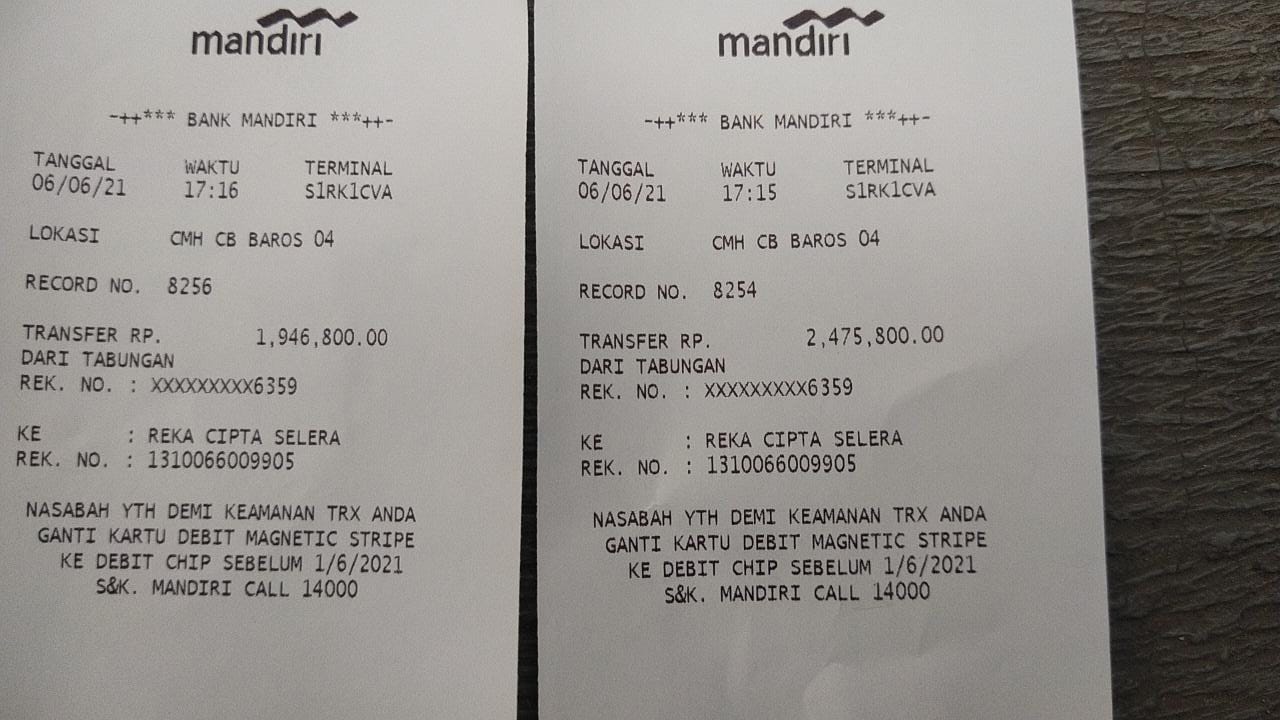 mandiri
-++*** BANK MANDIRI ***++-
TANGGAL WAKTU TERMINAL
06/06/21 17:16 S1RK1CVA
LOKASI CMH CB BAROS 04
RECORD NO. 8256
TRANSFER RP. 1,946,800.00
DARI TABUNGAN
REK. NO. : XXXXXXXXX6359
KE : REKA CIPTA SELERA
REK. NO. : 1310066009905
NASABAH YTH DEMI KEAMANAN TRX ANDA
GANTI KARTU DEBIT MAGNETIC STRIPE
KE DEBIT CHIP SEBELUM 1/6/2021
S&K. MANDIRI CALL 14000
mandiri
-++*** BANK MANDIRI ***++-
TANGGAL WAKTU TERMINAL
06/06/21 17:15 S1RK1CVA
LOKASI CMH CB BAROS 04
RECORD NO. 8254
TRANSFER RP. 2,475,800.00
DARI TABUNGAN
REK. NO. : XXXXXXXXX6359
KE : REKA CIPTA SELERA
REK. NO. : 1310066009905
NASABAH YTH DEMI KEAMANAN TRX ANDA
GANTI KARTU DEBIT MAGNETIC STRIPE
KE DEBIT CHIP SEBELUM 1/6/2021
S&K. MANDIRI CALL 14000